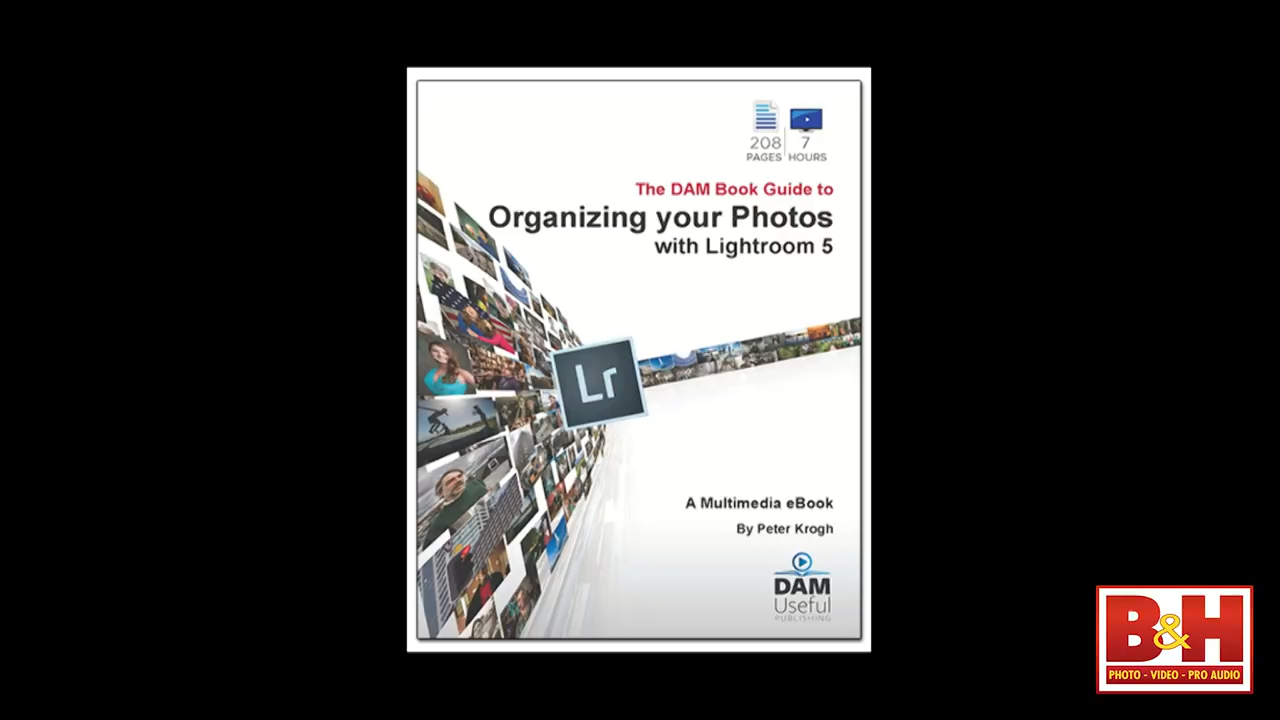 208 7
PAGES HOURS
The DAM Book Guide to
Organizing your Photos
with Lightroom 5
Lr
A Multimedia eBook
By Peter Krogh
DAM
Useful
PUBLISHING
B&H
PHOTO - VIDEO - PRO AUDIO